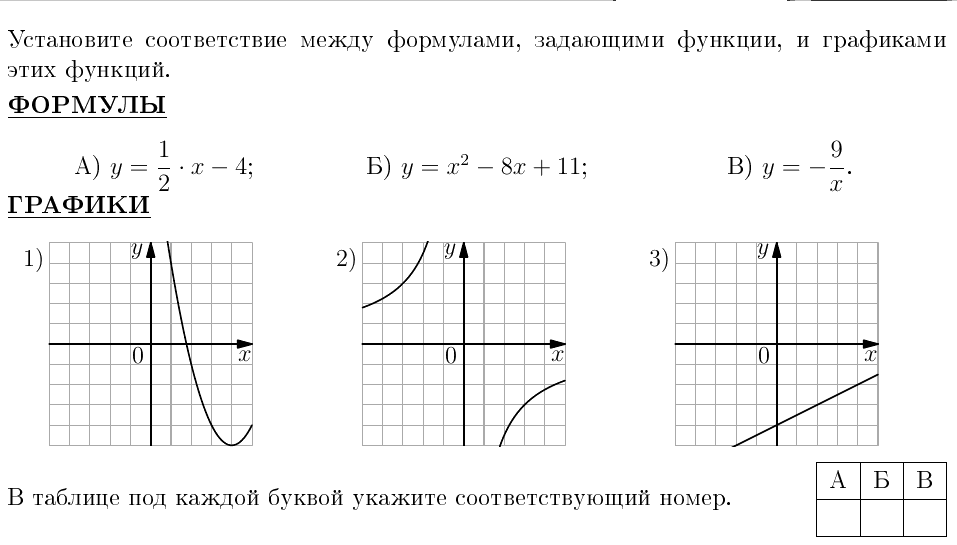 Установите соответствие между формулами, задающими функции, и графиками
этих функций.
ФОРМУЛЫ
А) y = 1/2 · x − 4; Б) y = x² − 8x + 11; В) y = −9/x.
ГРАФИКИ
1) y 0 x 2) y 0 x 3) y 0 x
В таблице под каждой буквой укажите соответствующий номер.
А Б В